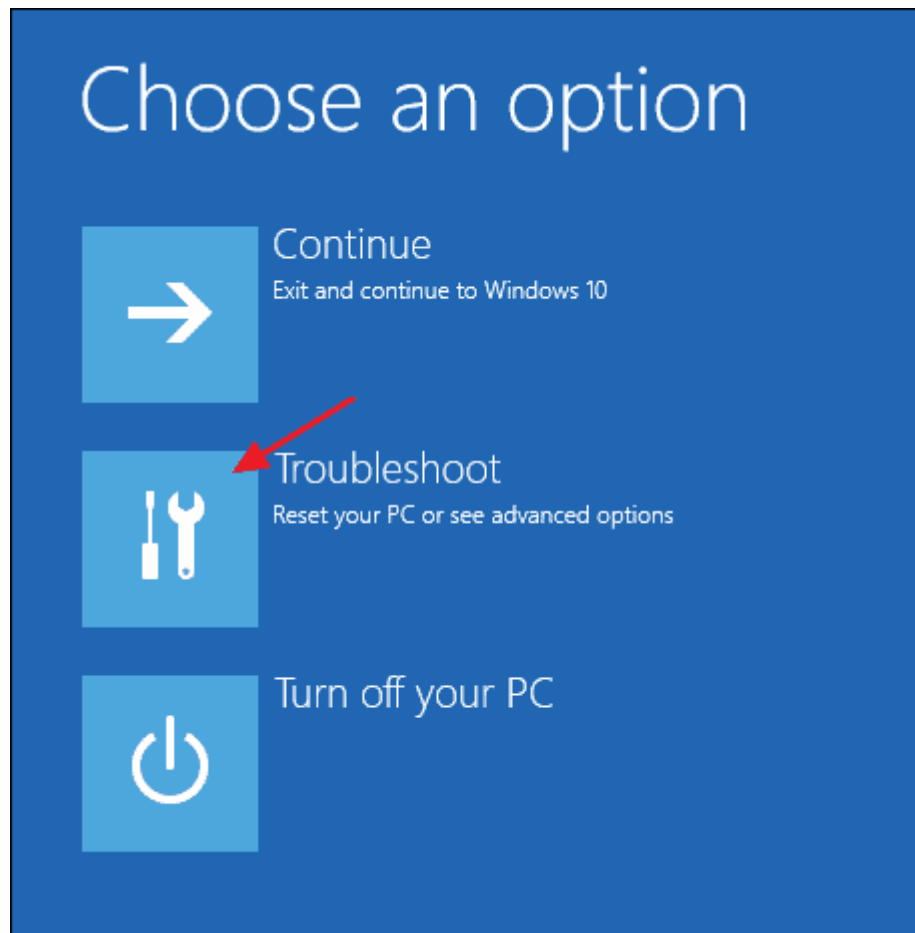 Choose an option
Continue
Exit and continue to Windows 10
Troubleshoot
Reset your PC or see advanced options
Turn off your PC